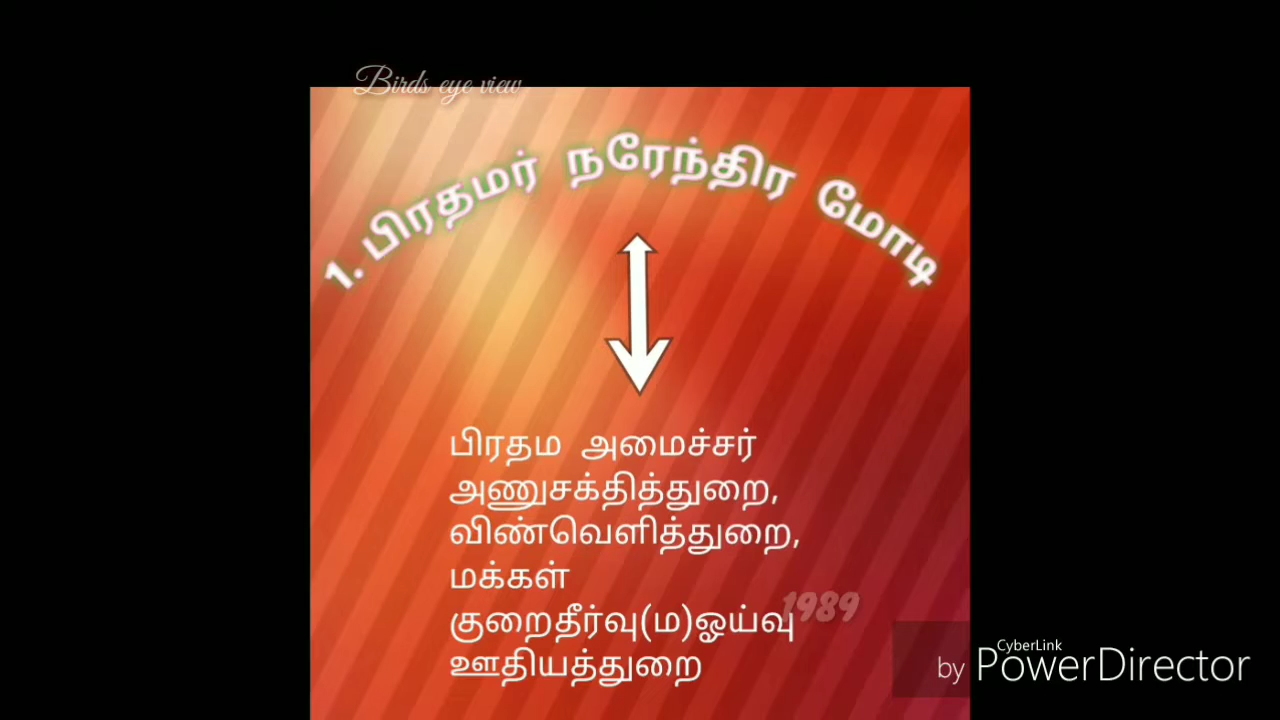 Birds eye view
1. பிரதமர் நரேந்திர மோடி
பிரதம அமைச்சர்
அணுசக்தித்துறை,
விண்வெளித்துறை,
மக்கள்
1989
குறைதீர்வு(ம)ஓய்வு
ஊதியத்துறை
CyberLink
by PowerDirector